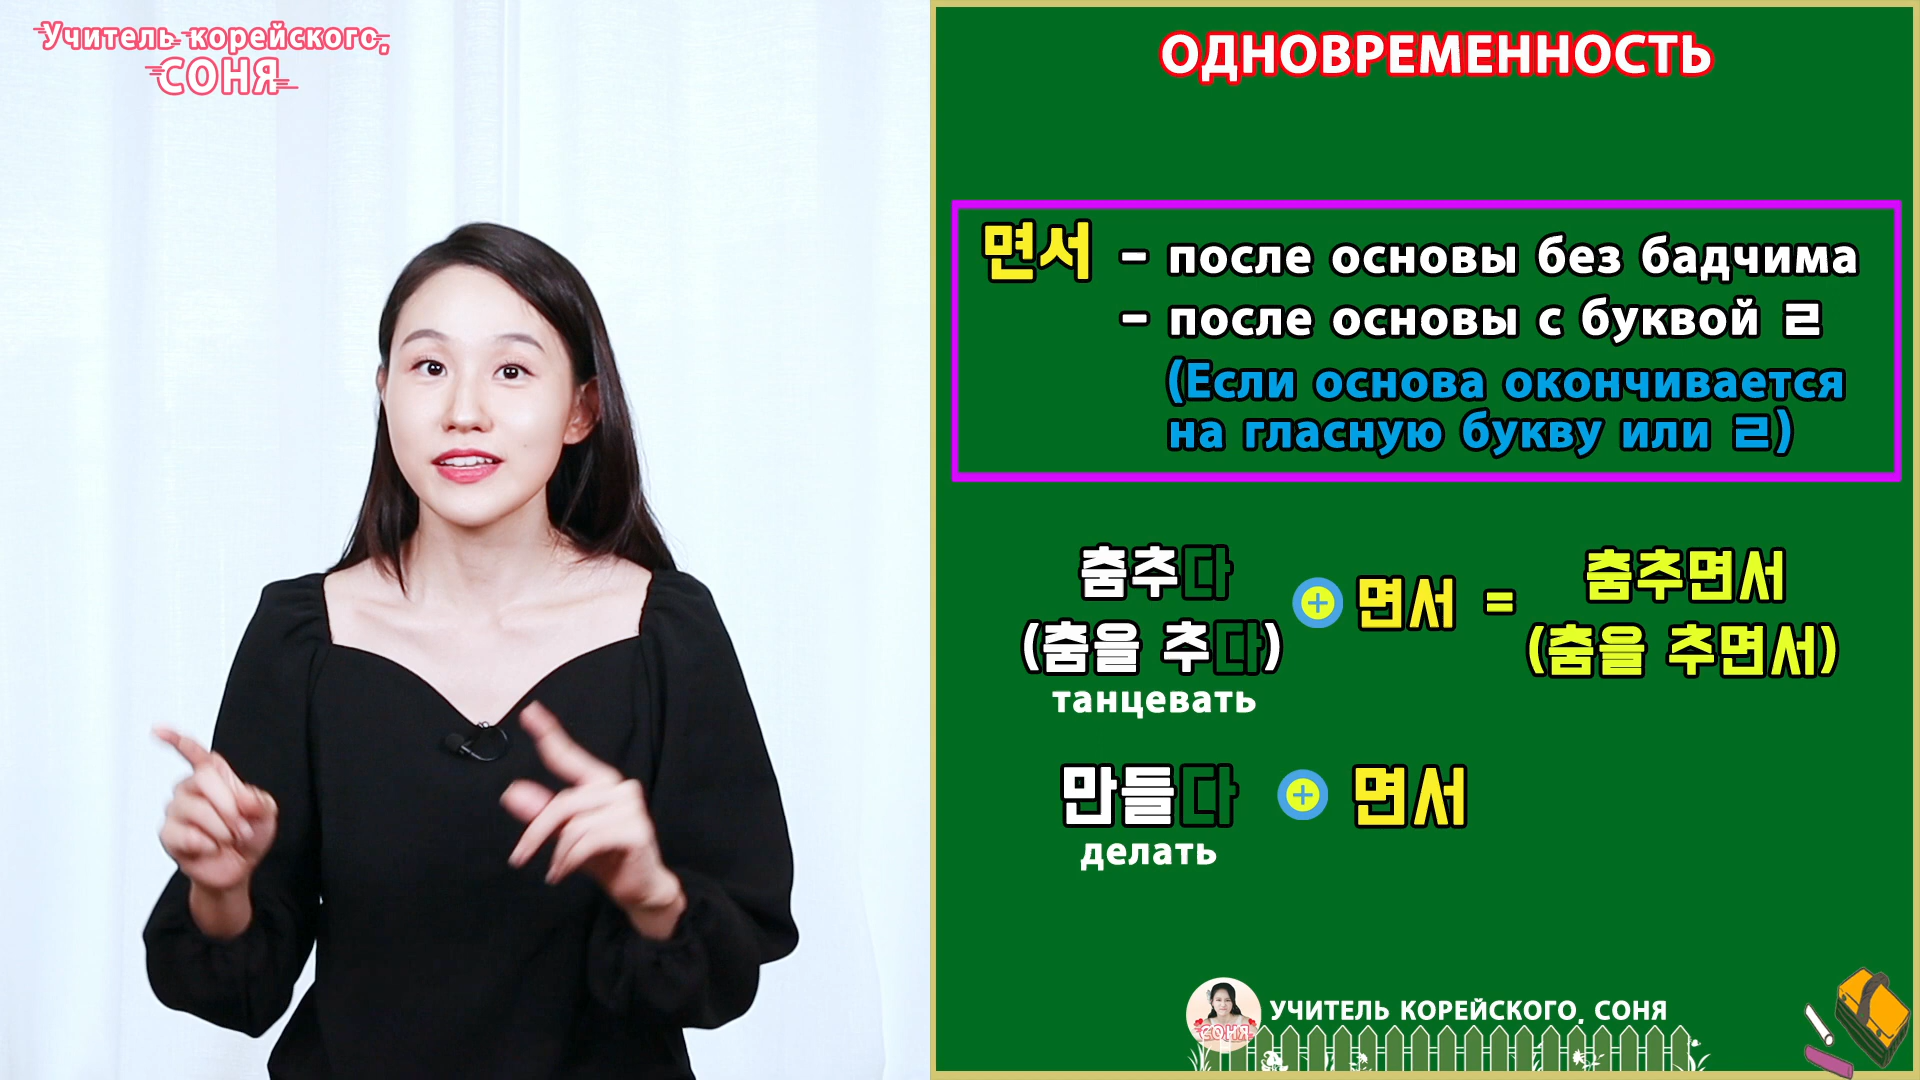 Учитель корейского,
СОНЯ
ОДНОВРЕМЕННОСТЬ
면서 – после основы без бадчима
– после основы с буквой ㄹ
(Если основа окончивается
на гласную букву или ㄹ)
춤추다
(춤을 추다)
танцевать
+ 면서 =
춤추면서
(춤을 추면서)
만들다 + 면서
делать
СОНЯ
УЧИТЕЛЬ КОРЕЙСКОГО, СОНЯ